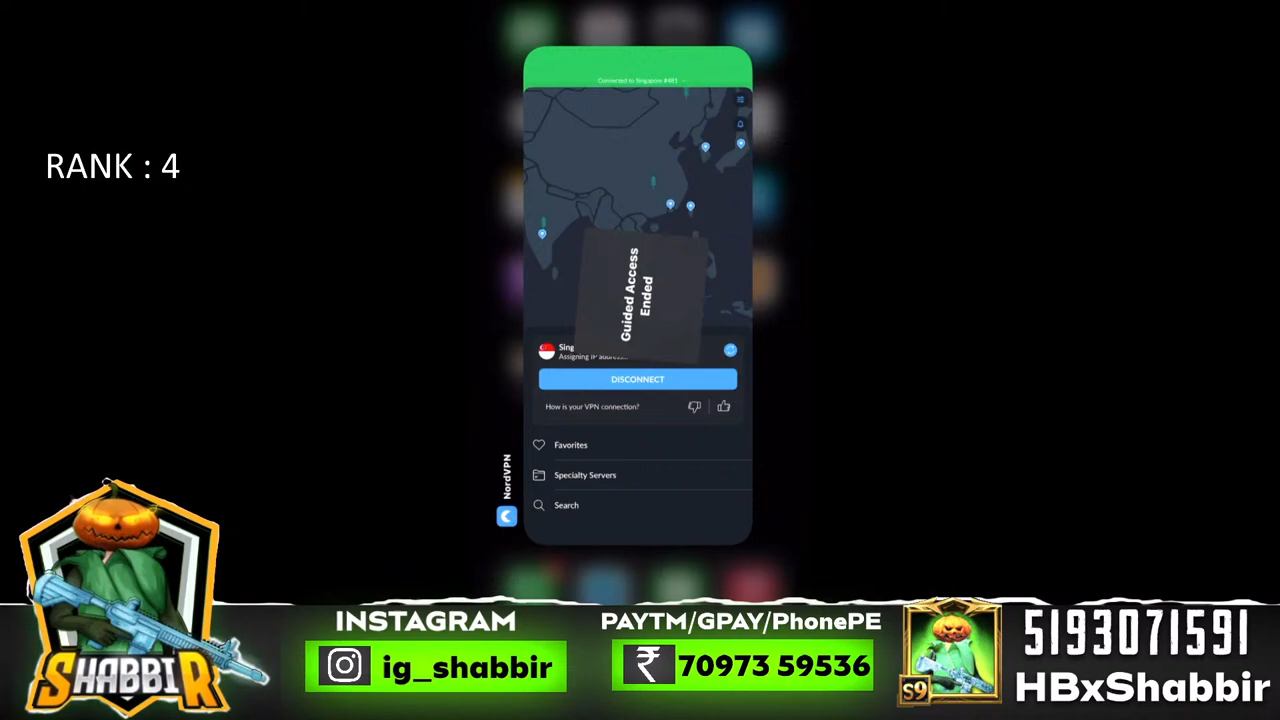 Connected to Singapore #481
RANK : 4
Guided Access
Ended
Sing
Assigning IP address...
DISCONNECT
How is your VPN connection?
Favorites
Specialty Servers
Search
NordVPN
SHABBIR
INSTAGRAM
ig_shabbir
PAYTM/GPAY/PhonePE
₹ 70973 59536
S9
5193071591
HBxShabbir